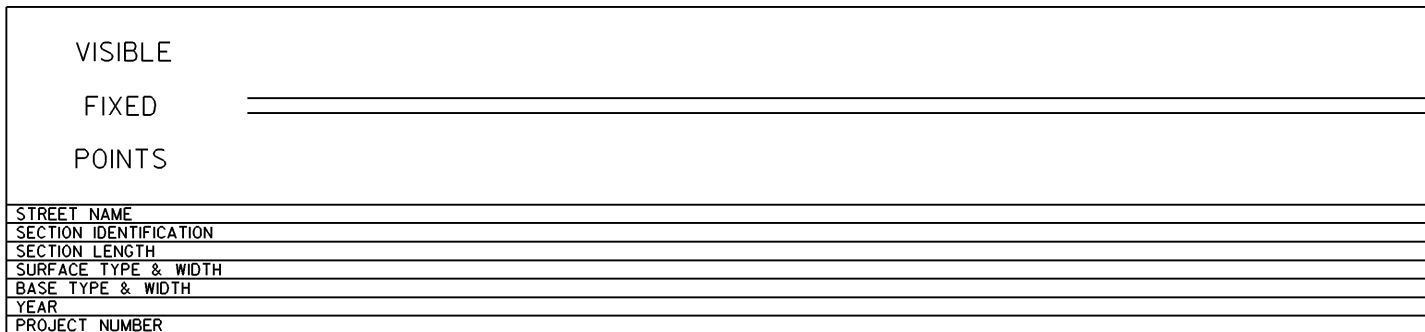 VISIBLE
FIXED
POINTS
STREET NAME
SECTION IDENTIFICATION
SECTION LENGTH
SURFACE TYPE & WIDTH
BASE TYPE & WIDTH
YEAR
PROJECT NUMBER